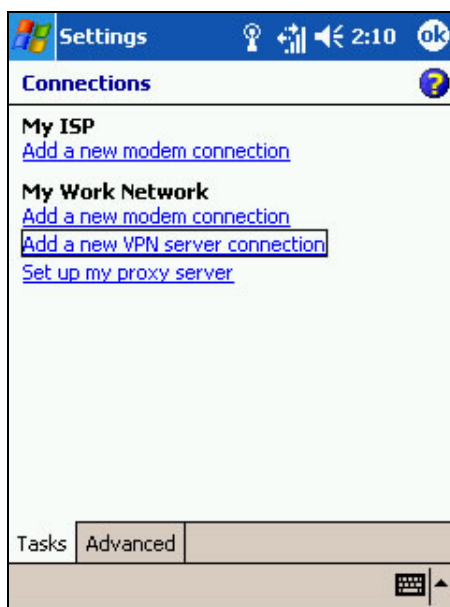 Settings 2:10 ok
Connections ?
My ISP
Add a new modem connection
My Work Network
Add a new modem connection
Add a new VPN server connection
Set up my proxy server
Tasks Advanced